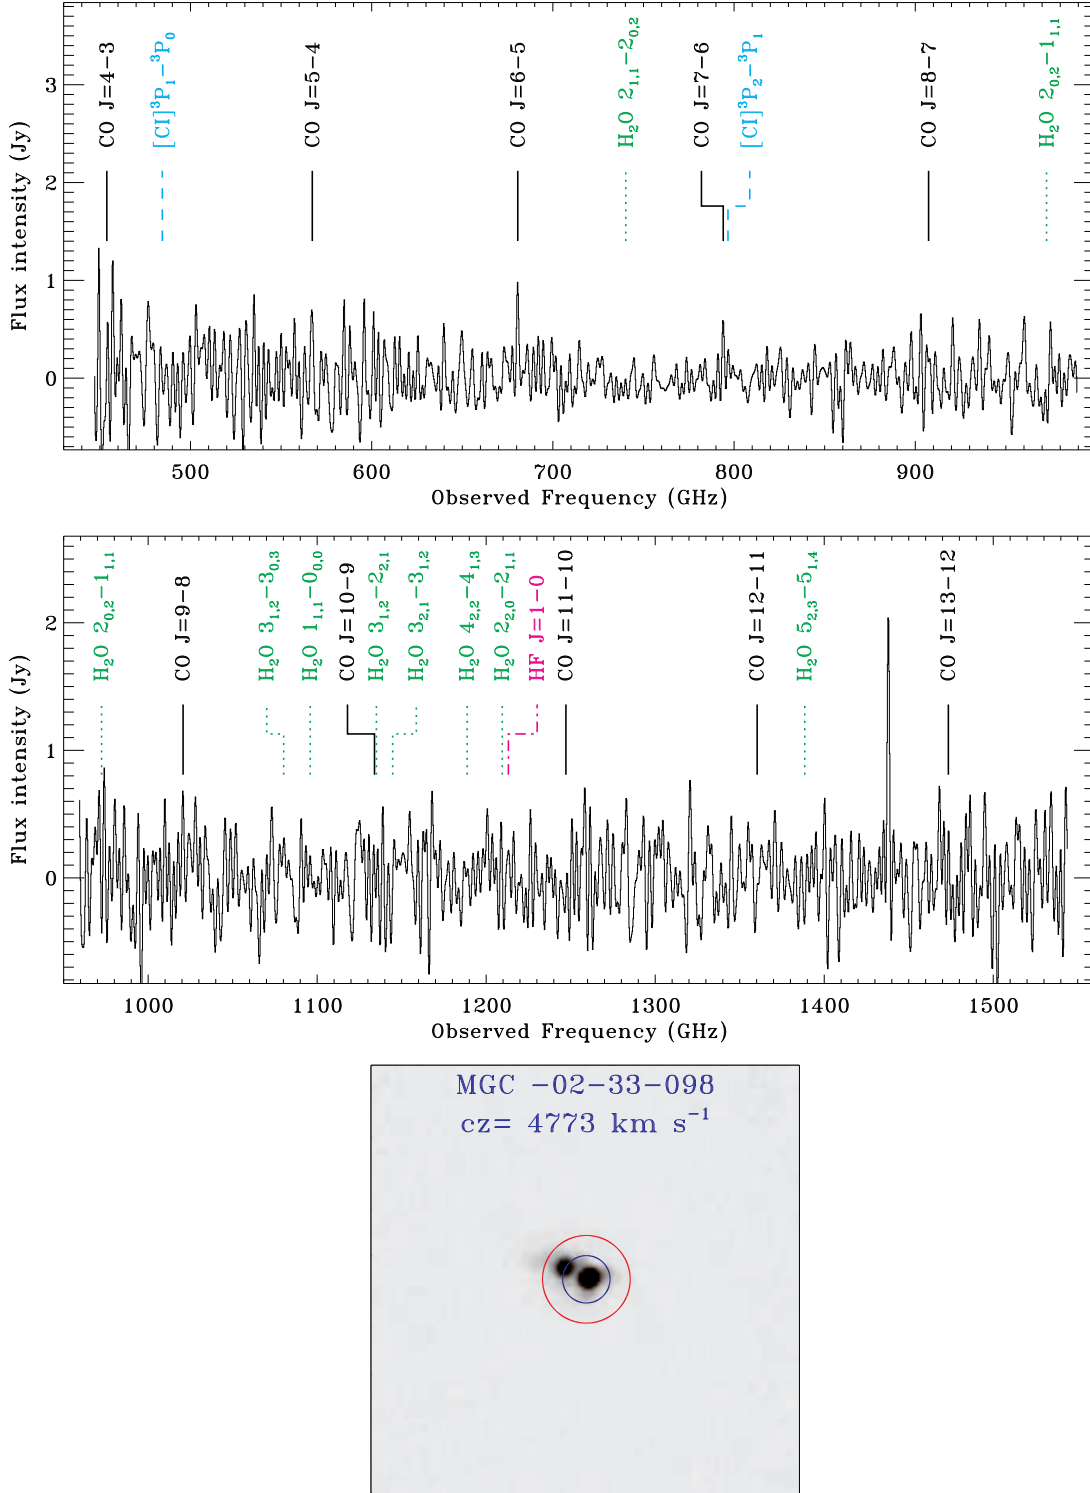 CO J=4−3
[CI]³P₁−³P₀
CO J=5−4
CO J=6−5
H₂O 2₁,₁−2₀,₂
CO J=7−6
[CI]³P₂−³P₁
CO J=8−7
H₂O 2₀,₂−1₁,₁
Flux intensity (Jy)
3
2
1
0
500
600
700
800
900
Observed Frequency (GHz)
H₂O 2₀,₂−1₁,₁
CO J=9−8
H₂O 3₁,₂−3₀,₃
H₂O 1₁,₁−0₀,₀
CO J=10−9
H₂O 3₁,₂−2₂,₁
H₂O 3₂,₁−3₁,₂
H₂O 4₂,₂−4₁,₃
H₂O 2₂,₀−2₁,₁
HF J=1−0
CO J=11−10
CO J=12−11
H₂O 5₂,₃−5₁,₄
CO J=13−12
Flux intensity (Jy)
2
1
0
1000
1100
1200
1300
1400
1500
Observed Frequency (GHz)
MGC −02−33−098
cz= 4773 km s⁻¹